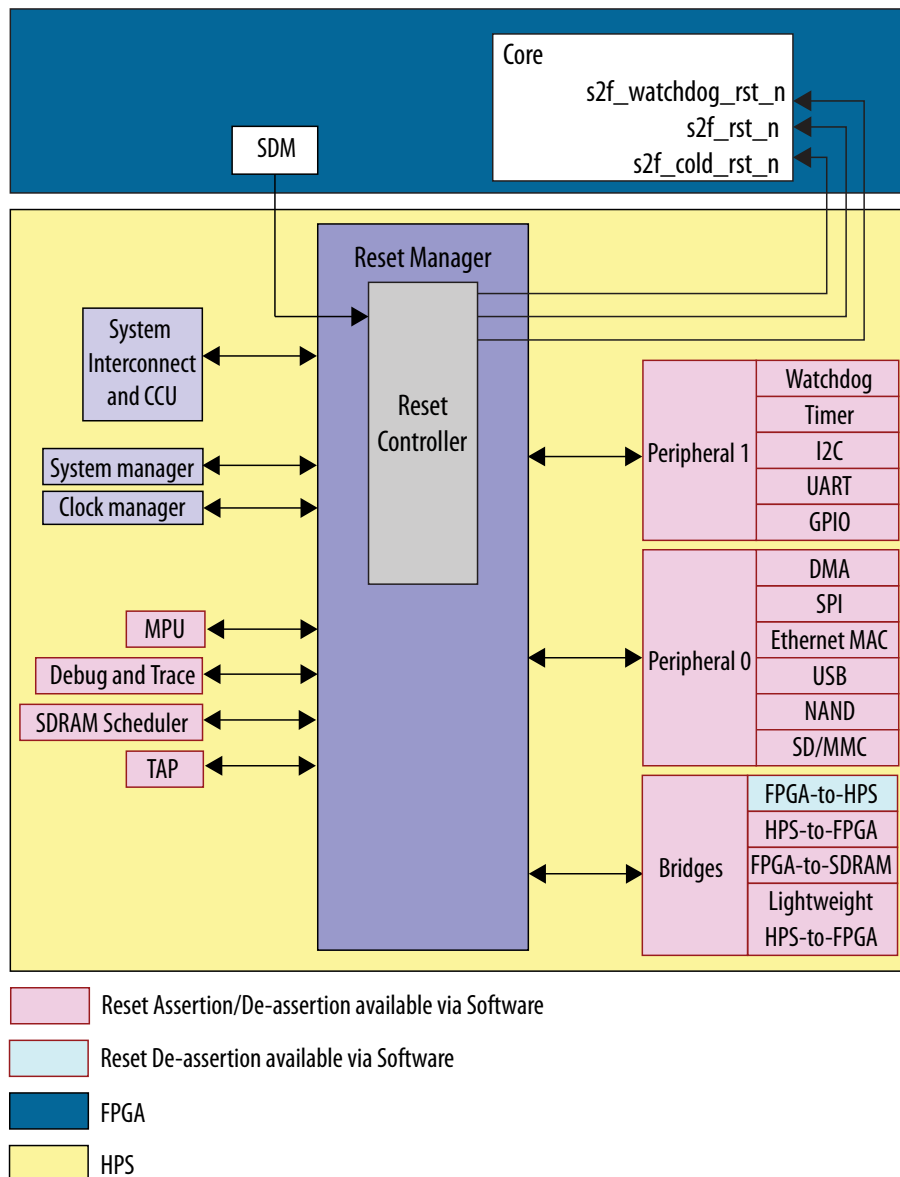 Core
s2f_watchdog_rst_n
s2f_rst_n
s2f_cold_rst_n
SDM
Reset Manager
Reset
Controller
System
Interconnect
and CCU
System manager
Clock manager
MPU
Debug and Trace
SDRAM Scheduler
TAP
Peripheral 1
Watchdog
Timer
I2C
UART
GPIO
Peripheral 0
DMA
SPI
Ethernet MAC
USB
NAND
SD/MMC
Bridges
FPGA-to-HPS
HPS-to-FPGA
FPGA-to-SDRAM
Lightweight
HPS-to-FPGA
Reset Assertion/De-assertion available via Software
Reset De-assertion available via Software
FPGA
HPS